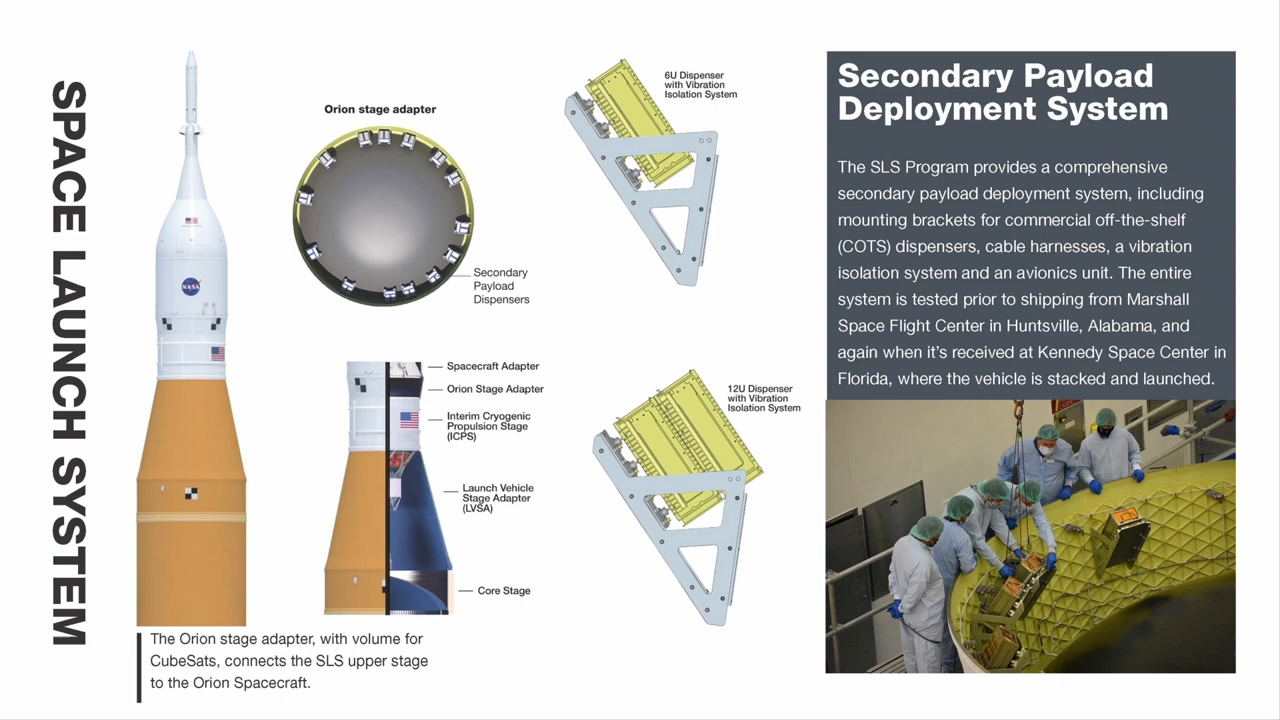 SPACE LAUNCH SYSTEM
NASA
Orion stage adapter
Secondary
Payload
Dispensers
Spacecraft Adapter
Orion Stage Adapter
Interim Cryogenic
Propulsion Stage
(ICPS)
Launch Vehicle
Stage Adapter
(LVSA)
Core Stage
The Orion stage adapter, with volume for
CubeSats, connects the SLS upper stage
to the Orion Spacecraft.
6U Dispenser
with Vibration
Isolation System
12U Dispenser
with Vibration
Isolation System
Secondary Payload
Deployment System
The SLS Program provides a comprehensive
secondary payload deployment system, including
mounting brackets for commercial off-the-shelf
(COTS) dispensers, cable harnesses, a vibration
isolation system and an avionics unit. The entire
system is tested prior to shipping from Marshall
Space Flight Center in Huntsville, Alabama, and
again when it’s received at Kennedy Space Center in
Florida, where the vehicle is stacked and launched.